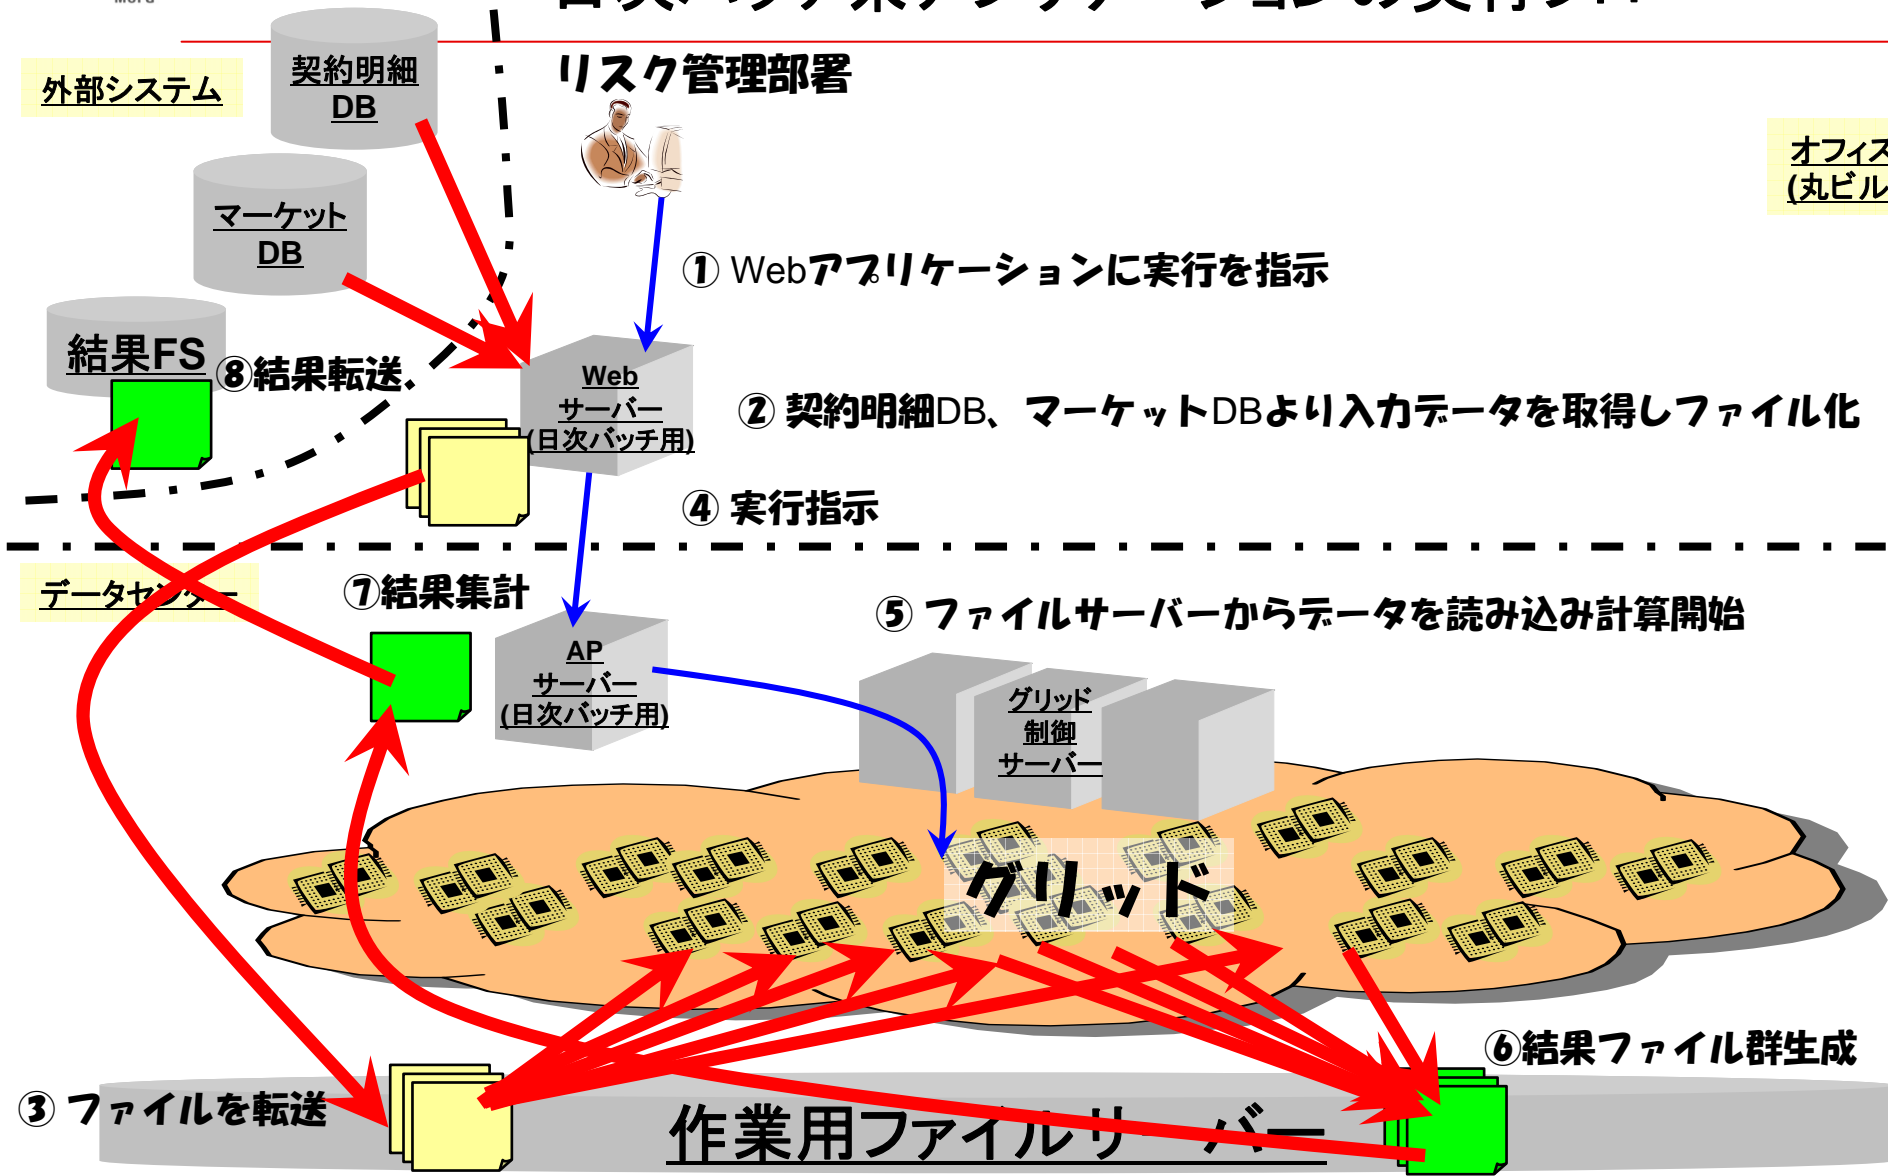 外部システム
契約明細
DB
リスク管理部署
オフィス
(丸ビル
マーケット
DB
① Webアプリケーションに実行を指示
結果FS
⑧結果転送
Web
サーバー
(日次バッチ用)
② 契約明細DB、マーケットDBより入力データを取得しファイル化
④ 実行指示
データセンター
⑦結果集計
⑤ ファイルサーバーからデータを読み込み計算開始
AP
サーバー
(日次バッチ用)
グリッド
制御
サーバー
グリッド
⑥結果ファイル群生成
③ ファイルを転送
作業用ファイルサーバー